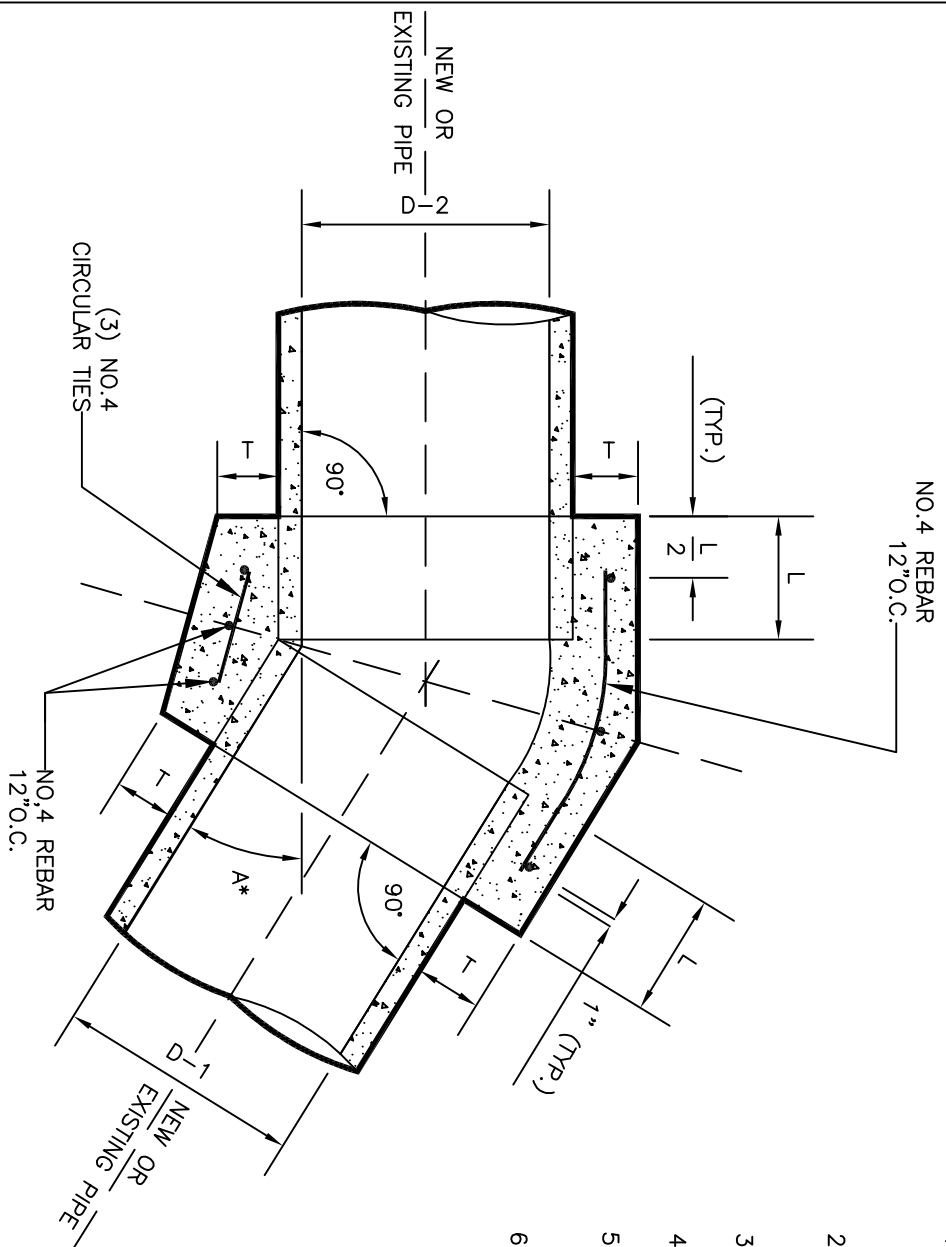 NO.4 REBAR
12"O.C.
2
3
4
5
6
(TYP.)
L
L
2
L
T
1" (TYP.)
NEW OR
EXISTING PIPE
D-2
T
90°
90°
A*
T
T
D-1
NEW OR
EXISTING PIPE
(3) NO.4
CIRCULAR TIES
NO,4 REBAR
12"O.C.